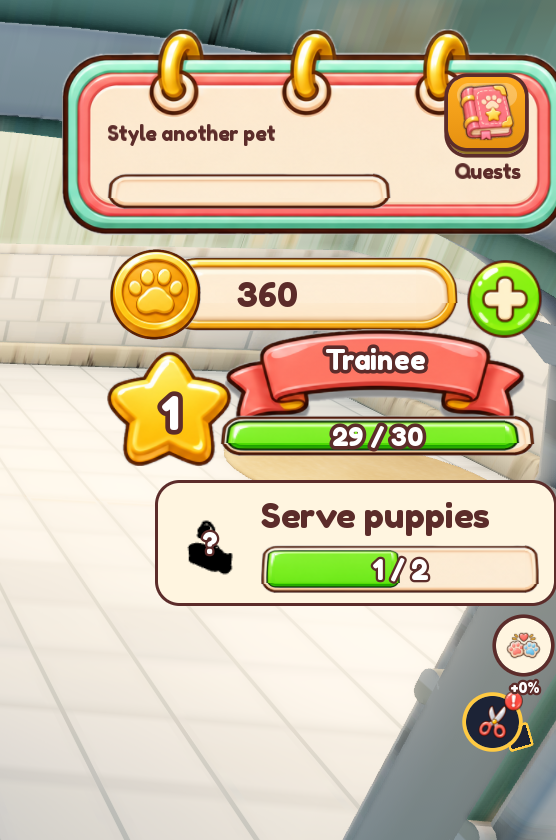 Style another pet
Quests
360
Trainee
1
29/30
Serve puppies
?
1/2
+0%
!